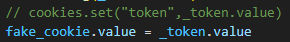 // cookies.set("token",_token.value)
fake_cookie.value = _token.value